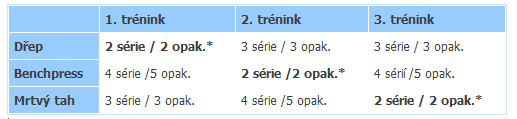 1. trénink 2. trénink 3. trénink
Dřep 2 série / 2 opak.* 3 série / 3 opak. 3 série / 3 opak.
Benchpress 4 série /5 opak. 2 série /2 opak.* 4 sérií /5 opak.
Mrtvý tah 3 série / 3 opak. 4 série /5 opak. 2 série / 2 opak.*